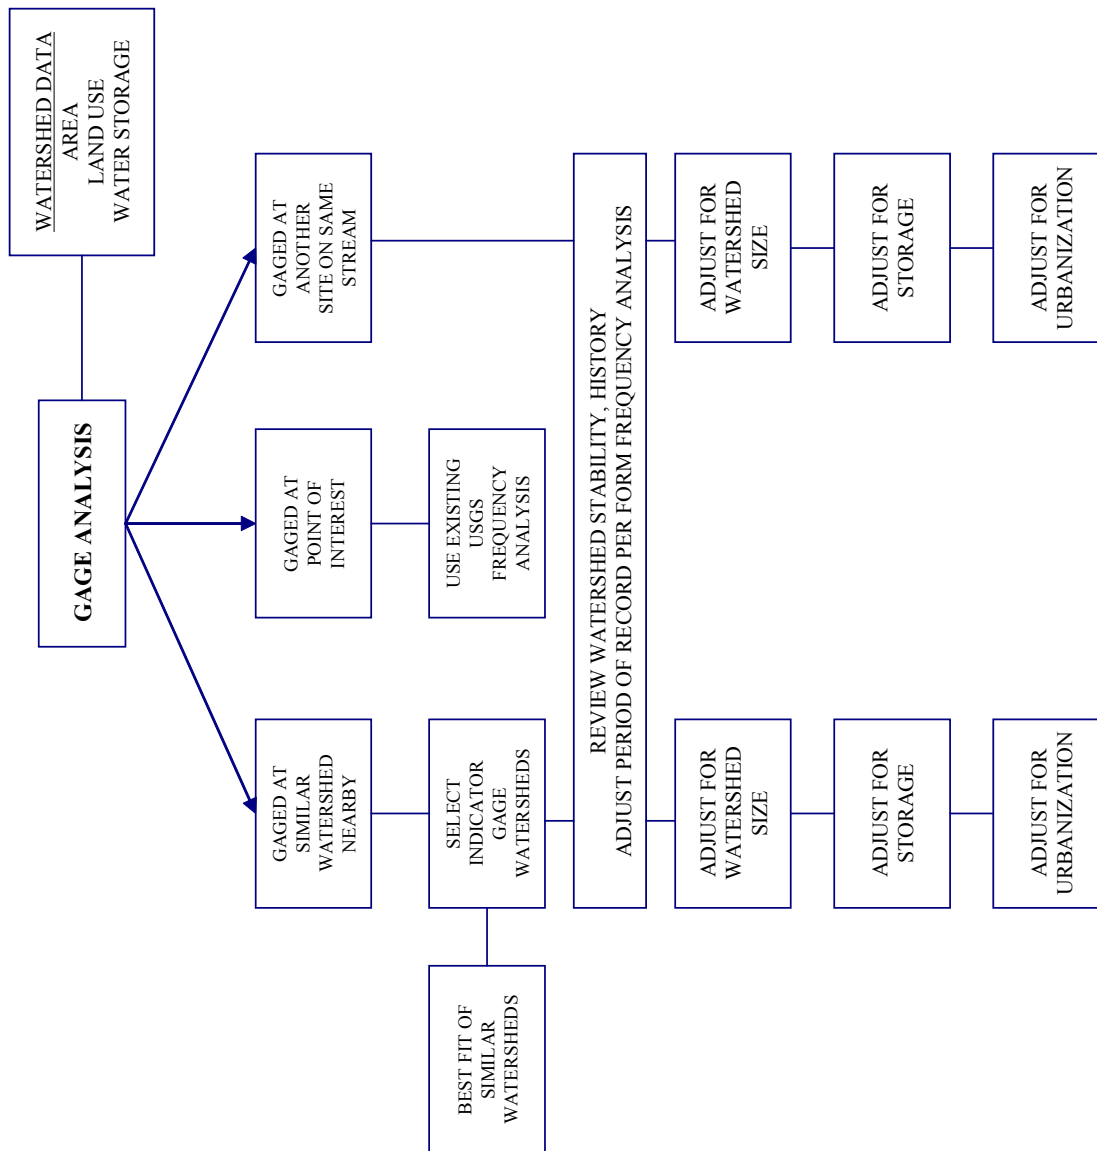 WATERSHED DATA
AREA
LAND USE
WATER STORAGE
GAGE ANALYSIS
GAGED AT
SIMILAR
WATERSHED
NEARBY
GAGED AT
POINT OF
INTEREST
GAGED AT
ANOTHER
SITE ON SAME
STREAM
BEST FIT OF
SIMILAR
WATERSHEDS
SELECT
INDICATOR
GAGE
WATERSHEDS
USE EXISTING
USGS
FREQUENCY
ANALYSIS
REVIEW WATERSHED STABILITY, HISTORY
ADJUST PERIOD OF RECORD PER FORM FREQUENCY ANALYSIS
ADJUST FOR
WATERSHED
SIZE
ADJUST FOR
WATERSHED
SIZE
ADJUST FOR
STORAGE
ADJUST FOR
STORAGE
ADJUST FOR
URBANIZATION
ADJUST FOR
URBANIZATION